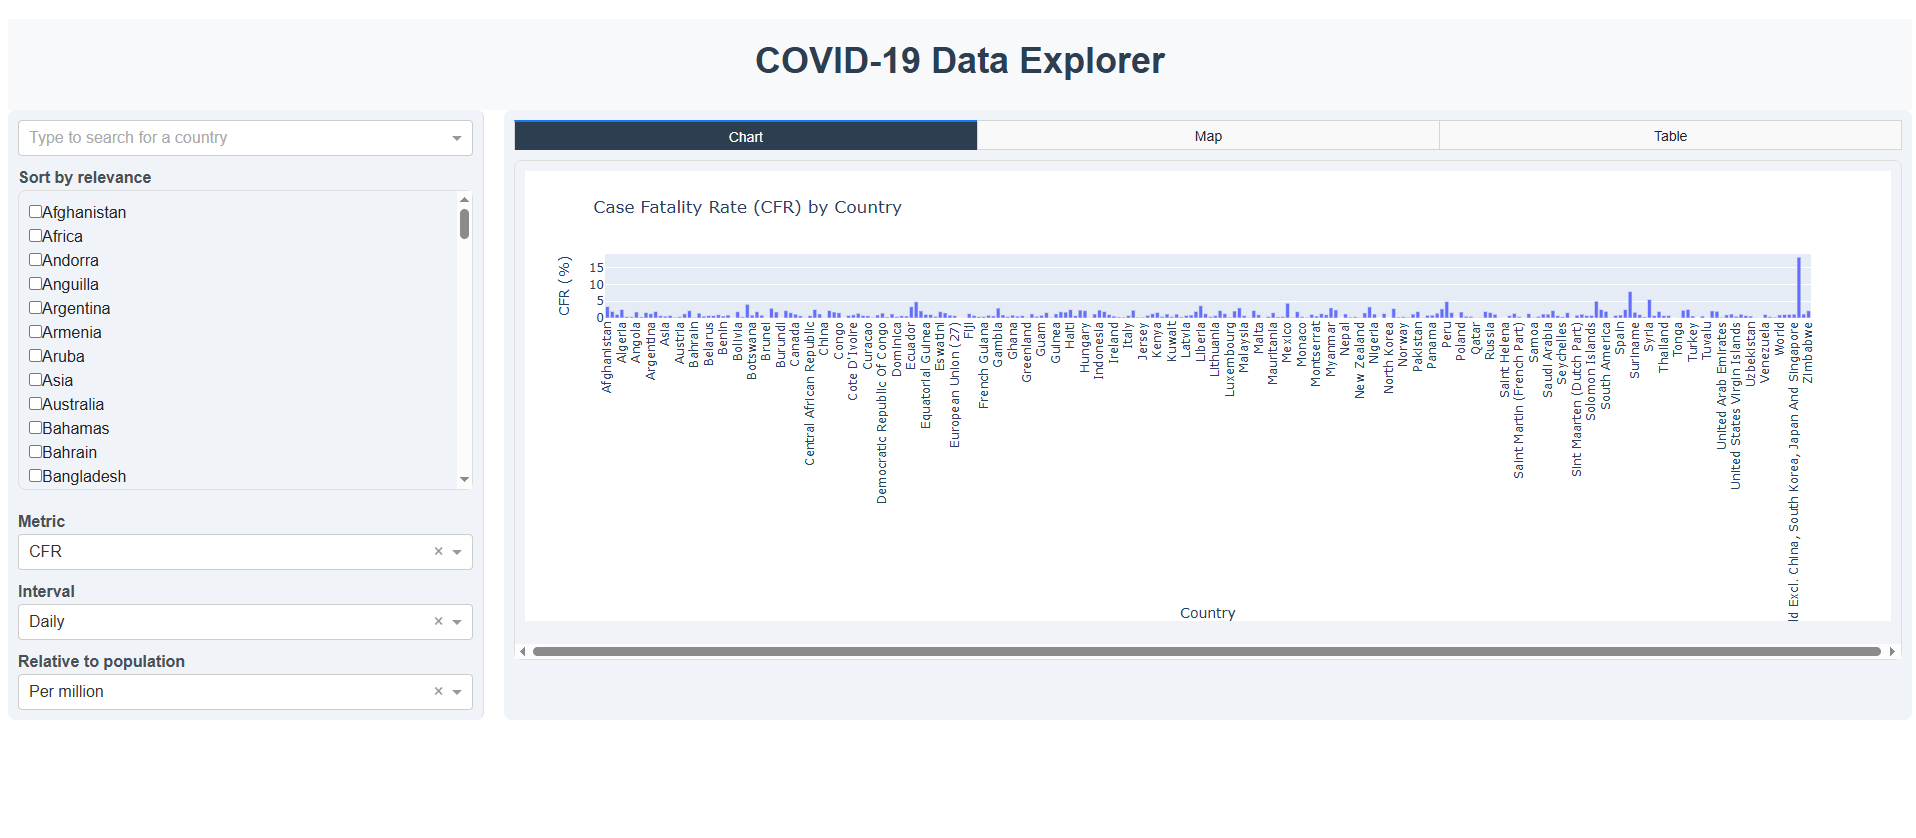 COVID-19 Data Explorer
Type to search for a country
Sort by relevance
Afghanistan
Africa
Andorra
Anguilla
Argentina
Armenia
Aruba
Asia
Australia
Bahamas
Bahrain
Bangladesh
Metric
CFR
Interval
Daily
Relative to population
Per million
Chart
Map
Table
Case Fatality Rate (CFR) by Country
CFR (%)
15
10
5
0
Afghanistan
Algeria
Angola
Argentina
Asia
Austria
Bahrain
Belarus
Benin
Bolivia
Botswana
Brunei
Burundi
Canada
Central African Republic
China
Congo
Cote D'Ivoire
Curacao
Democratic Republic Of Congo
Dominica
Ecuador
Equatorial Guinea
Eswatini
European Union (27)
Fiji
French Guiana
Gambia
Ghana
Greenland
Guam
Guinea
Haiti
Hungary
Indonesia
Ireland
Italy
Jersey
Kenya
Kuwait
Latvia
Liberia
Lithuania
Luxembourg
Malaysia
Malta
Mauritania
Mexico
Monaco
Montserrat
Myanmar
Nepal
New Zealand
Nigeria
North Korea
Norway
Pakistan
Panama
Peru
Poland
Qatar
Russia
Saint Helena
Saint Martin (French Part)
Samoa
Saudi Arabia
Seychelles
Sint Maarten (Dutch Part)
Solomon Islands
South America
Spain
Suriname
Syria
Thailand
Tonga
Turkey
Tuvalu
United Arab Emirates
United States Virgin Islands
Uzbekistan
Venezuela
World
ld Excl. China, South Korea, Japan And Singapore
Zimbabwe
Country